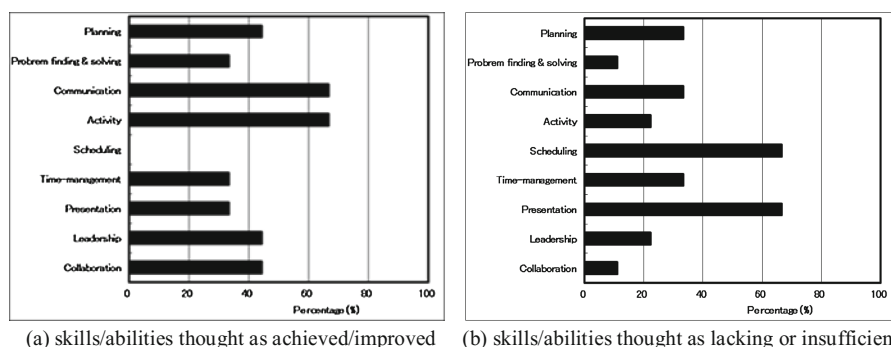 Planning
Probrem finding & solving
Communication
Activity
Scheduling
Time-management
Presentation
Leadership
Collaboration
0 20 40 60 80 100
Percentage(%)
(a) skills/abilities thought as achieved/improved
Planning
Probrem finding & solving
Communication
Activity
Scheduling
Time-management
Presentation
Leadership
Collaboration
0 20 40 60 80 100
Percentage(%)
(b) skills/abilities thought as lacking or insufficien